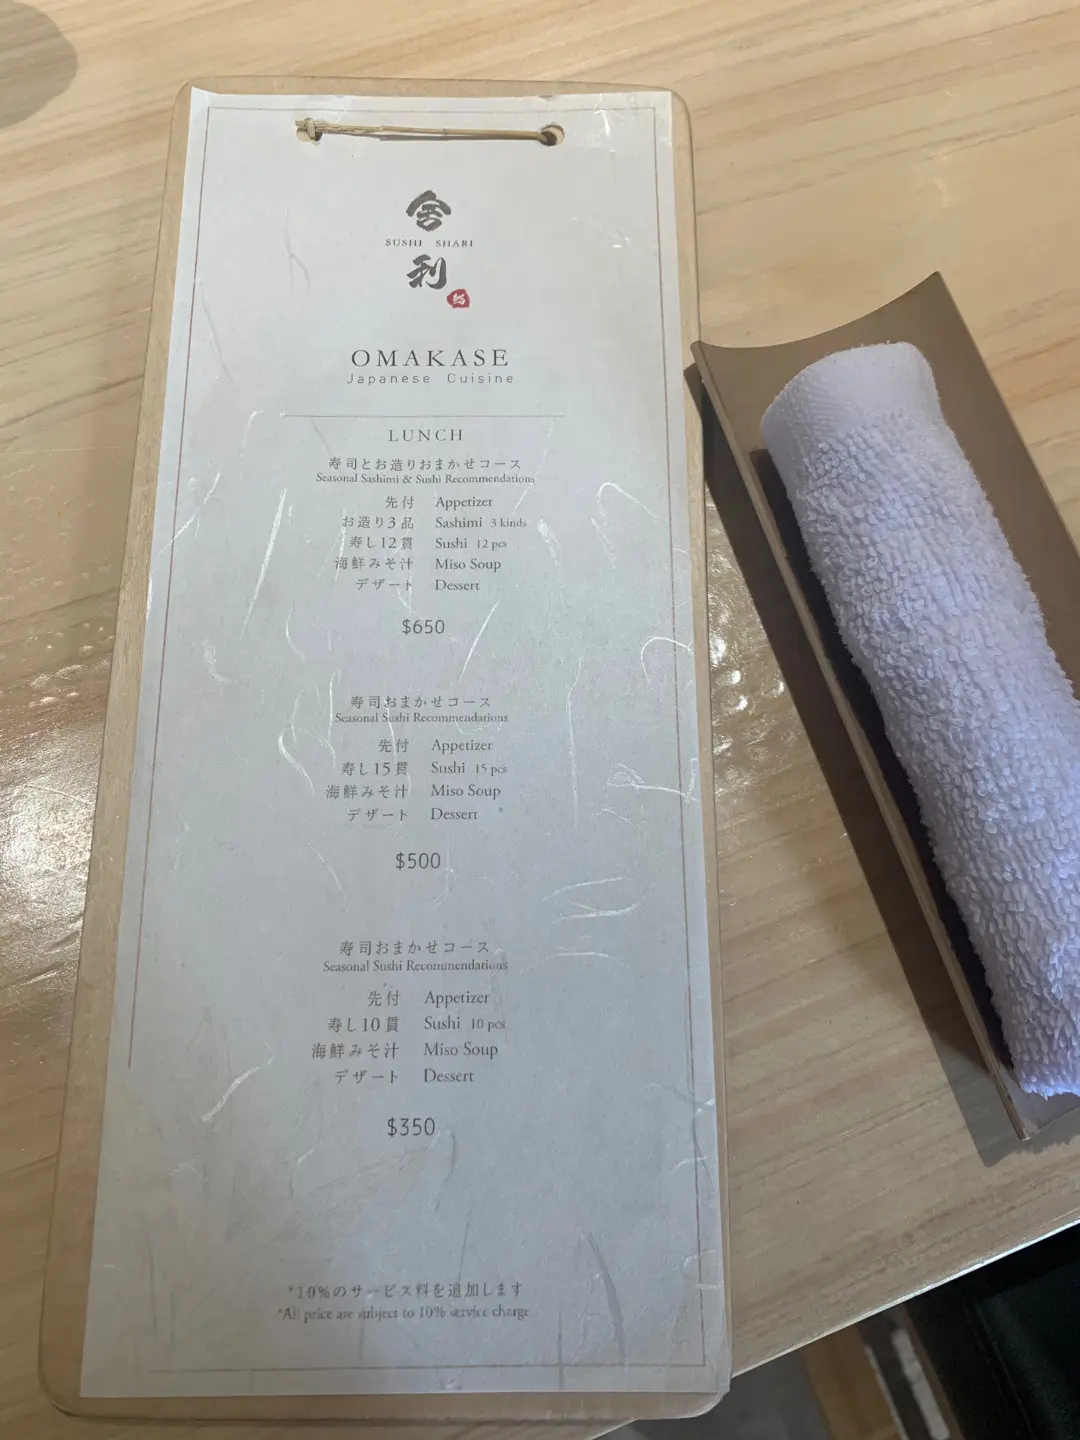 舍
SUSHI SHARI
利
OMAKASE
Japanese Cuisine
LUNCH
寿司とお造りおまかせコース
Seasonal Sashimi & Sushi Recommendations
先付 Appetizer
お造り3品 Sashimi 3 kinds
寿し12貫 Sushi 12 pcs
海鮮みそ汁 Miso Soup
デザート Dessert
$650
寿司おまかせコース
Seasonal Sushi Recommendations
先付 Appetizer
寿し15貫 Sushi 15 pcs
海鮮みそ汁 Miso Soup
デザート Dessert
$500
寿司おまかせコース
Seasonal Sushi Recommendations
先付 Appetizer
寿し10貫 Sushi 10 pcs
海鮮みそ汁 Miso Soup
デザート Dessert
$350
*10%のサービス料を追加します
*All price are subject to 10% service charge